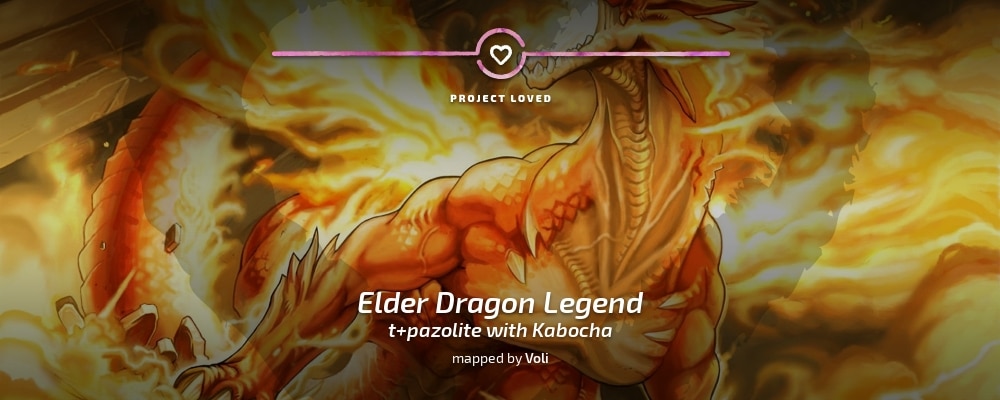 PROJECT LOVED
Elder Dragon Legend
t+pazolite with Kabocha
mapped by Voli